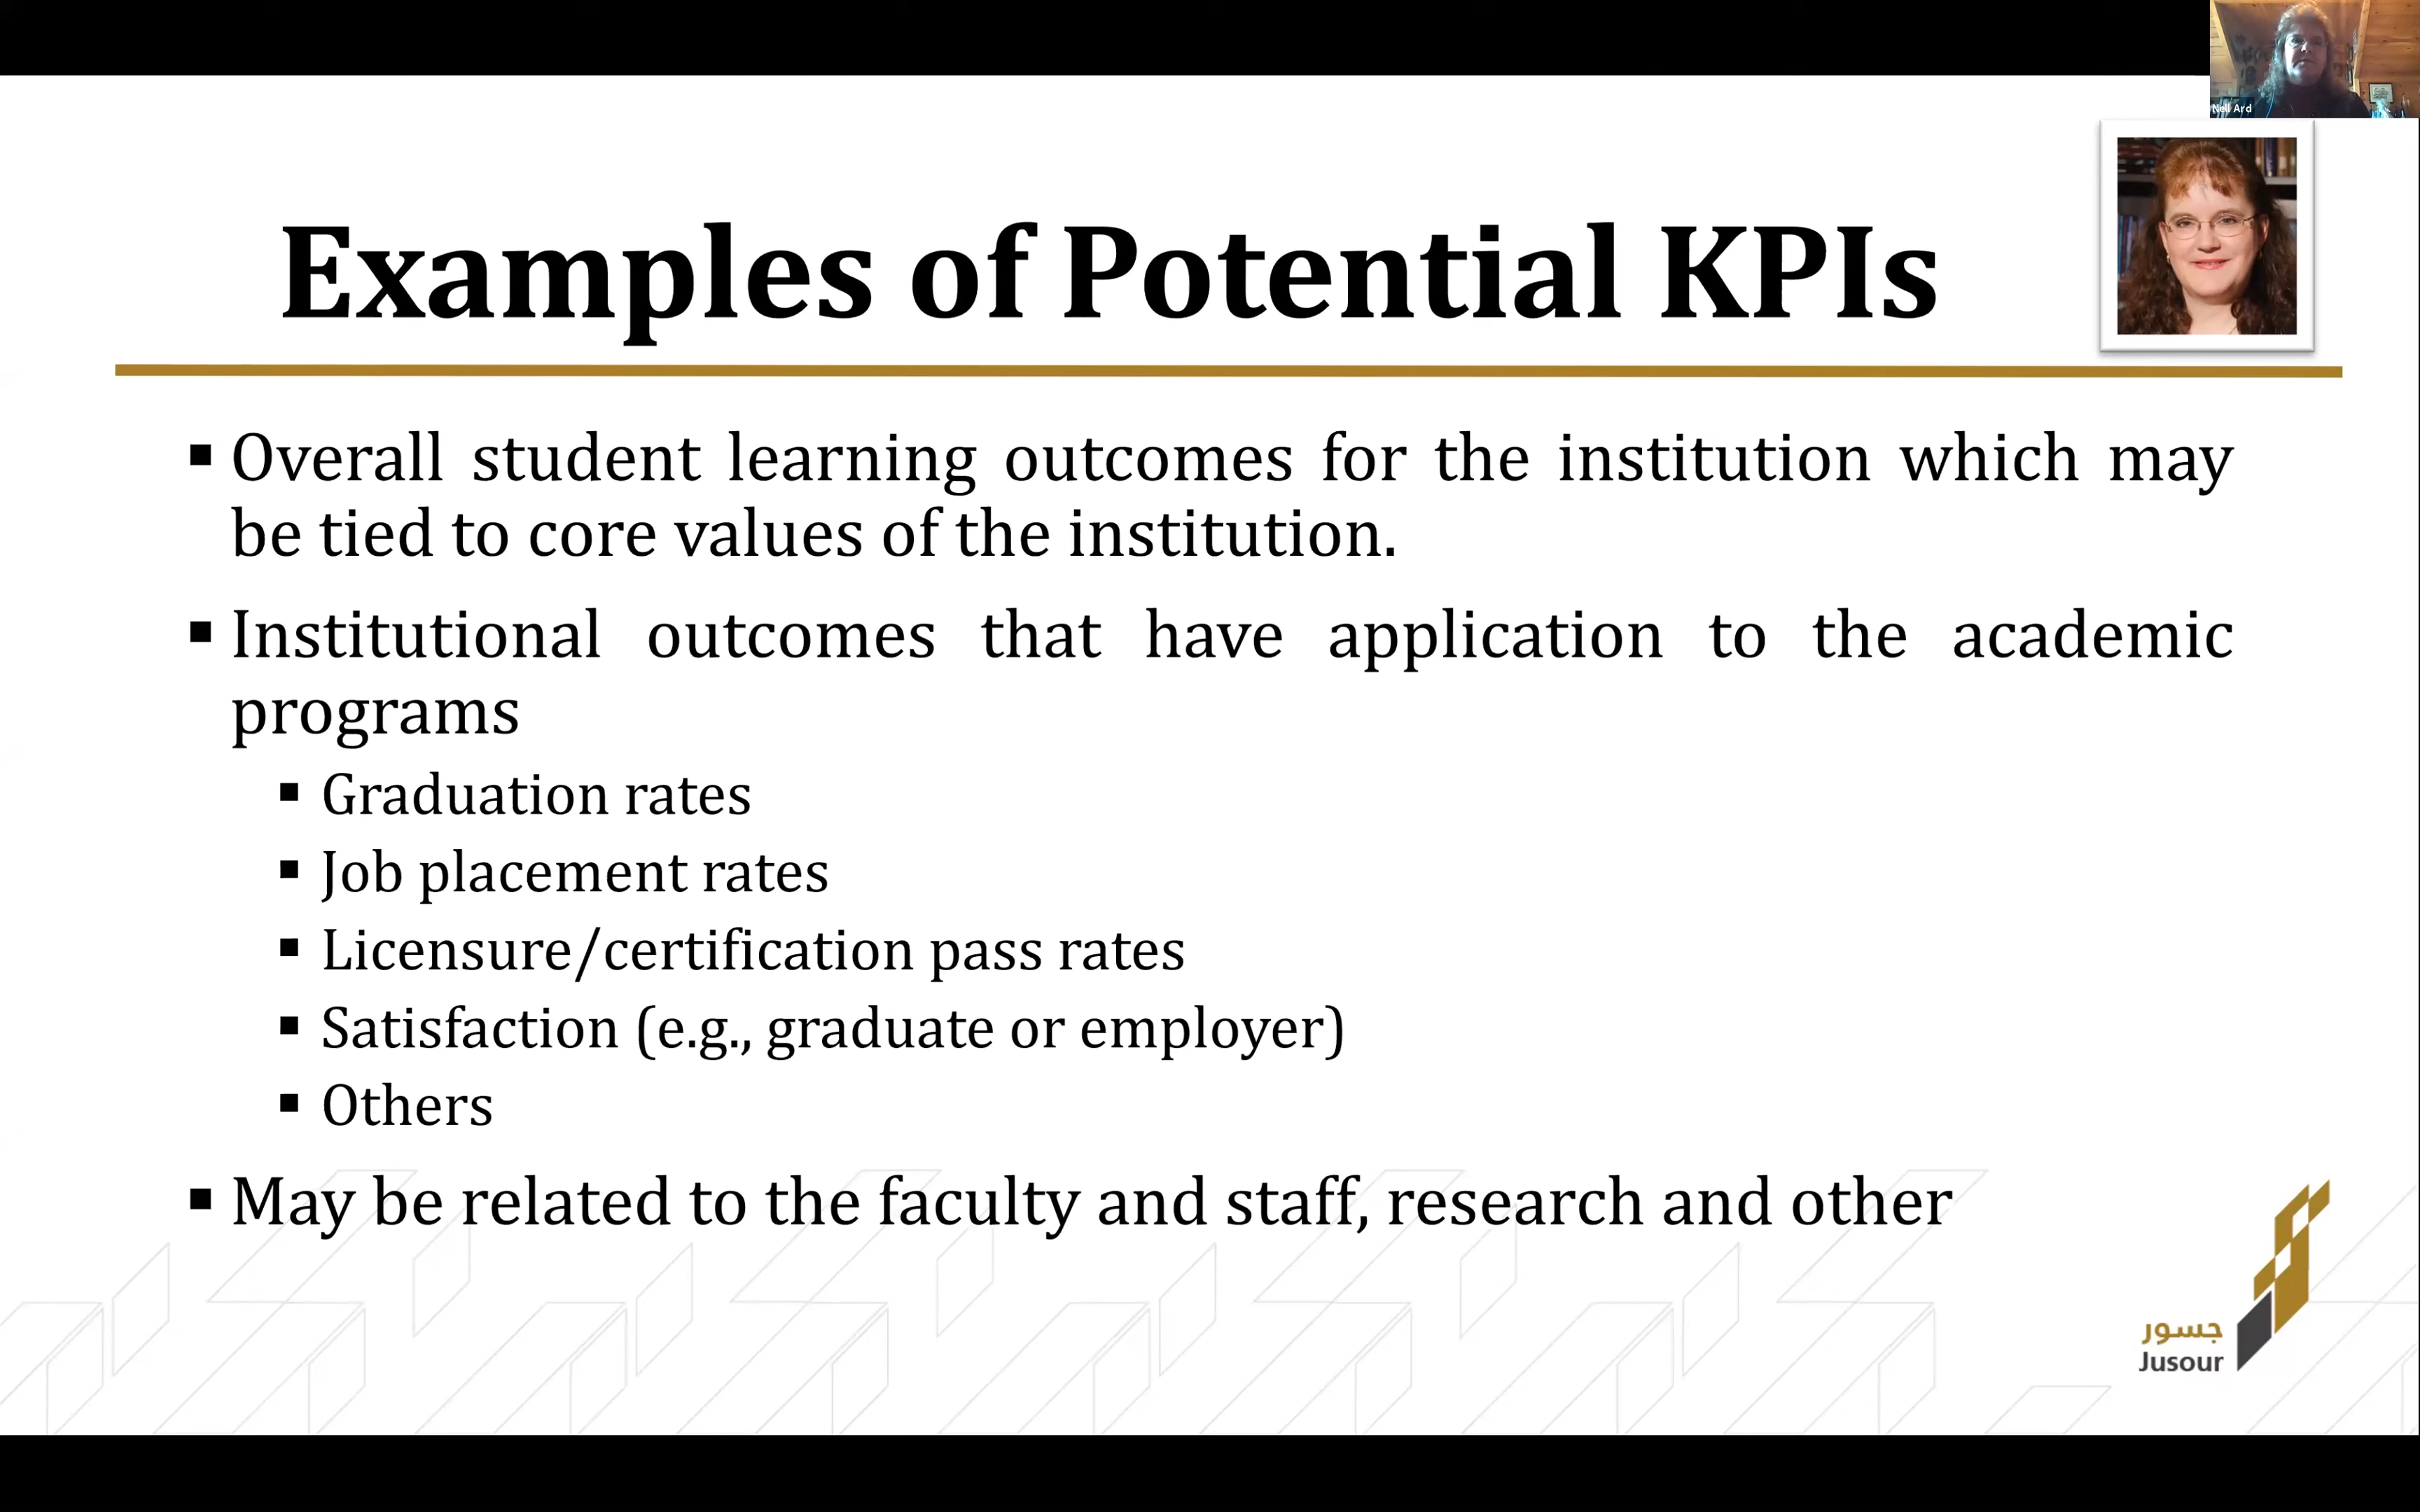 Nell Ard
Examples of Potential KPIs
▪ Overall student learning outcomes for the institution which may
be tied to core values of the institution.
▪ Institutional outcomes that have application to the academic
programs
▪ Graduation rates
▪ Job placement rates
▪ Licensure/certification pass rates
▪ Satisfaction (e.g., graduate or employer)
▪ Others
▪ May be related to the faculty and staff, research and other
جسور
Jusour